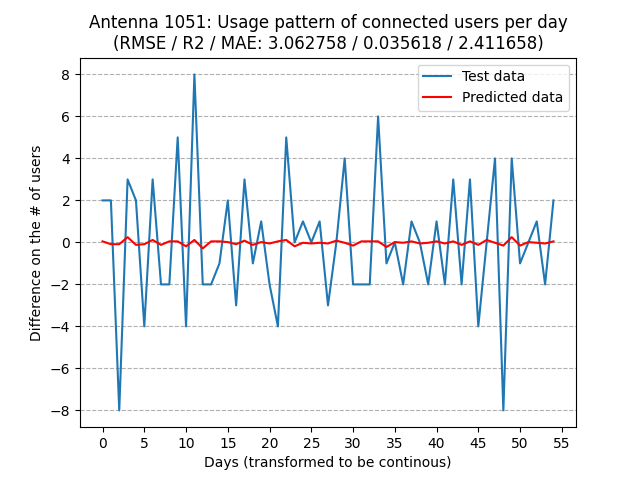 Antenna 1051: Usage pattern of connected users per day
(RMSE / R2 / MAE: 3.062758 / 0.035618 / 2.411658)
Test data
Predicted data
Difference on the # of users
8
6
4
2
0
−2
−4
−6
−8
0 5 10 15 20 25 30 35 40 45 50 55
Days (transformed to be continous)